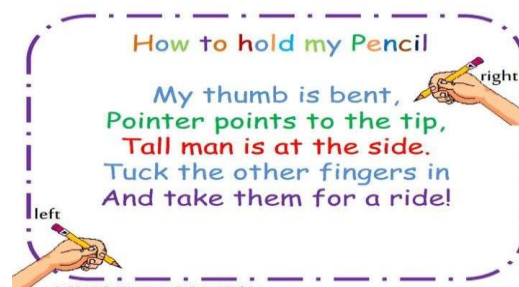 How to hold my Pencil
right
My thumb is bent,
Pointer points to the tip,
Tall man is at the side.
Tuck the other fingers in
And take them for a ride!
left